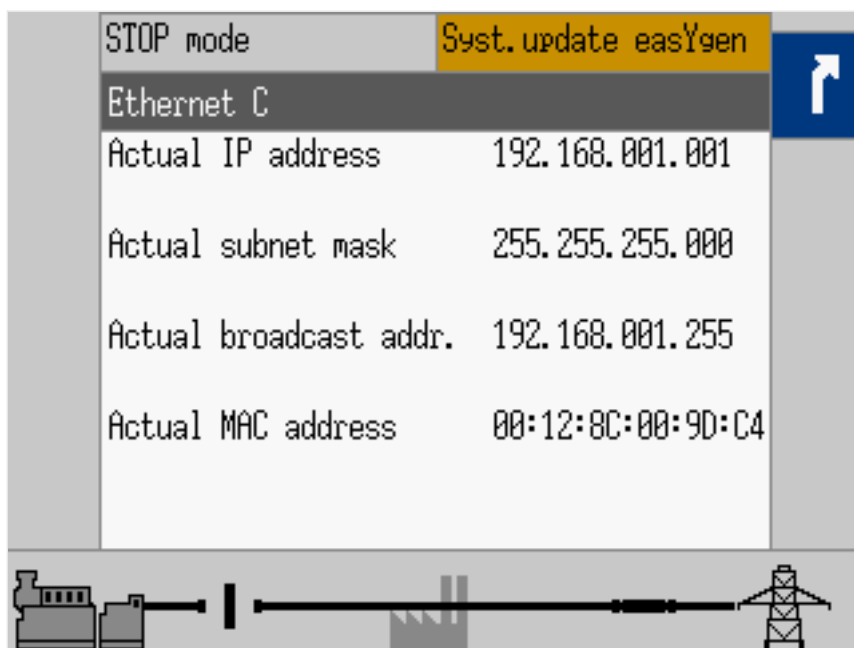 STOP mode
Syst.update easYgen
Ethernet C
Actual IP address 192.168.001.001
Actual subnet mask 255.255.255.000
Actual broadcast addr. 192.168.001.255
Actual MAC address 00:12:8C:00:9D:C4